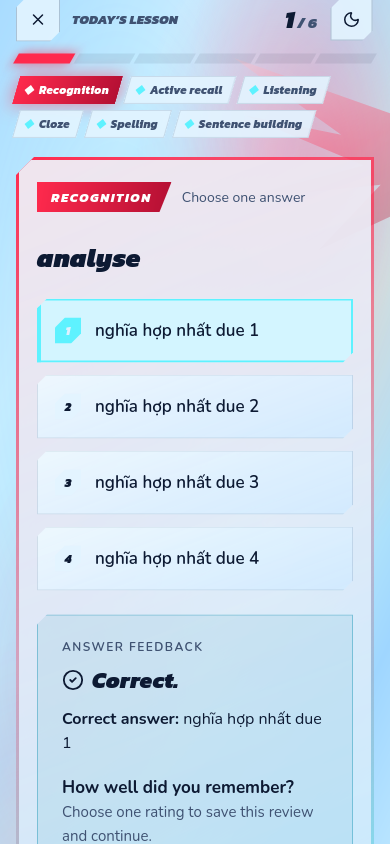 TODAY'S LESSON
1 / 6
Recognition
Active recall
Listening
Cloze
Spelling
Sentence building
RECOGNITION
Choose one answer
analyse
1 nghĩa hợp nhất due 1
2 nghĩa hợp nhất due 2
3 nghĩa hợp nhất due 3
4 nghĩa hợp nhất due 4
ANSWER FEEDBACK
Correct.
Correct answer: nghĩa hợp nhất due
1
How well did you remember?
Choose one rating to save this review
and continue.